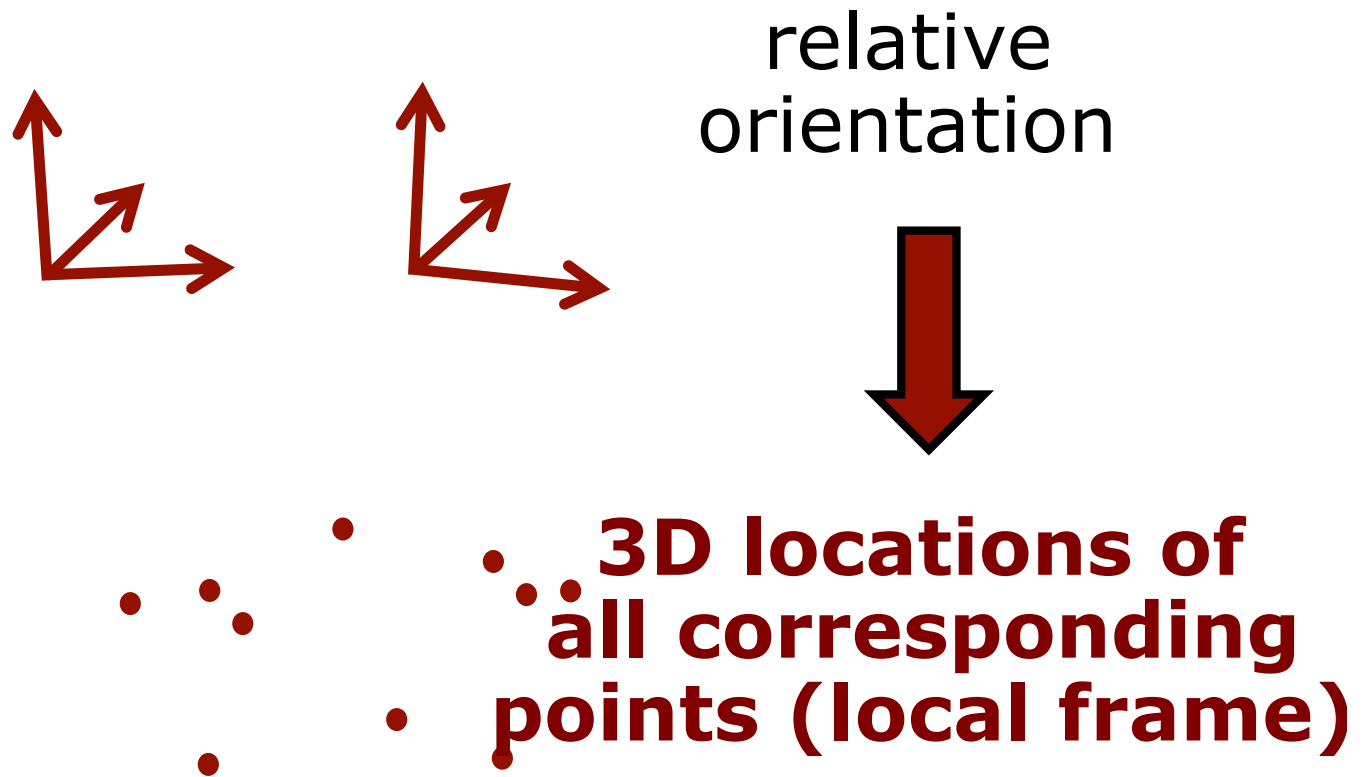 relative
orientation
3D locations of
all corresponding
points (local frame)